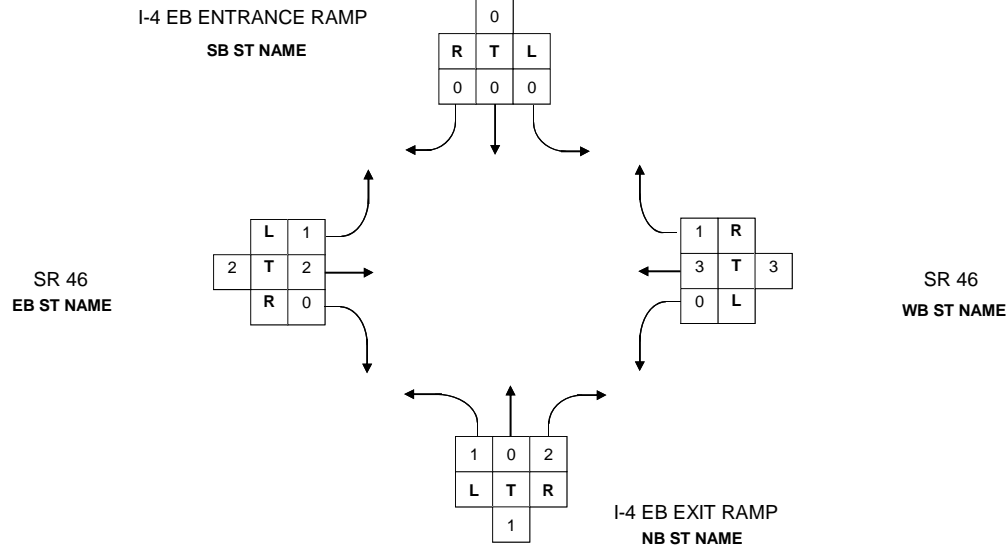 I-4 EB ENTRANCE RAMP
SB ST NAME
0
R T L
0 0 0
L 1
2 T 2
R 0
SR 46
EB ST NAME
1 R
3 T 3
0 L
SR 46
WB ST NAME
1 0 2
L T R
1
I-4 EB EXIT RAMP
NB ST NAME